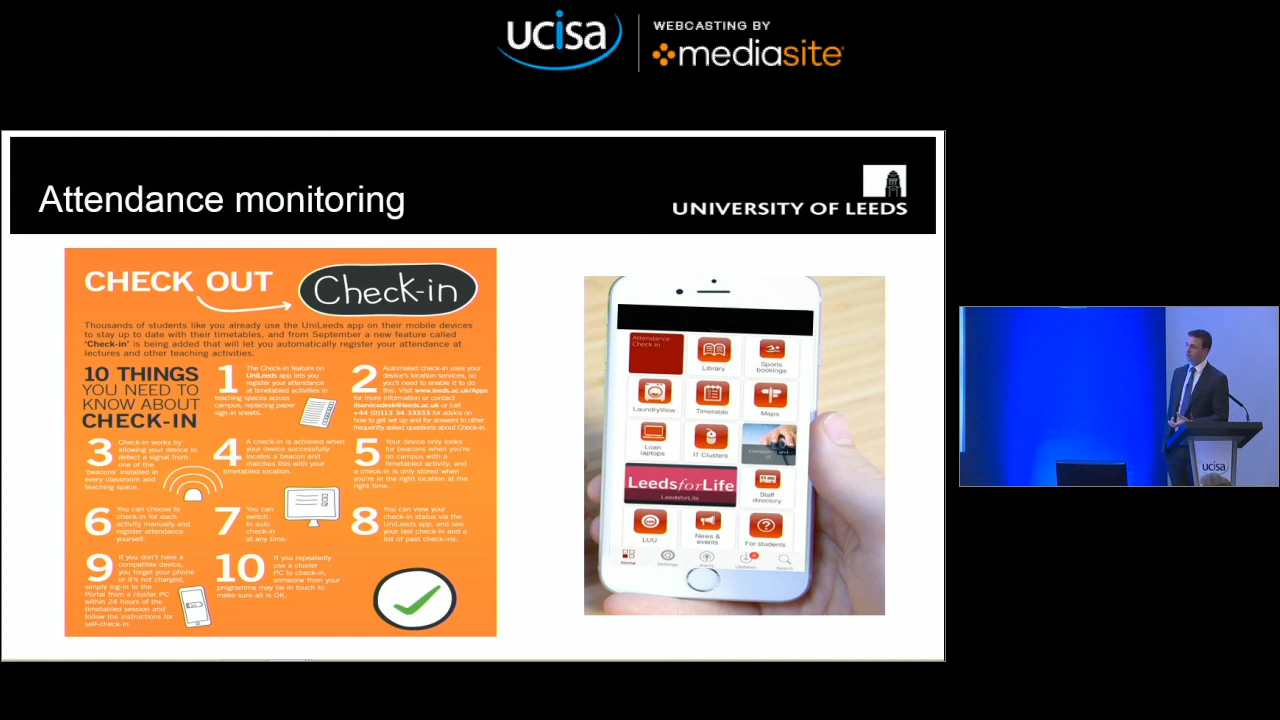 ucisa
WEBCASTING BY
mediasite
Attendance monitoring
UNIVERSITY OF LEEDS
CHECK OUT
Check-in
Thousands of students like you already use the UniLeeds app on their mobile devices
to stay up to date with their timetables, and from September a new feature called
'Check-in' is being added that will let you automatically register your attendance at
lectures and other teaching activities.
10 THINGS
YOU NEED TO
KNOW ABOUT
CHECK-IN
1
The Check-in feature on
UniLeeds app lets you
register your attendance
at timetabled activities in
teaching spaces across
campus, replacing paper
sign-in sheets.
2
Automated check-in uses your
device's location services, so
you'll need to enable it to do
this. Visit www.leeds.ac.uk/Apps
for more information or contact
itservicedesk@leeds.ac.uk or call
+44 (0)113 34 33333 for advice on
how to get set up and for answers to other
frequently asked questions about Check-in.
3
Check-in works by
allowing your device to
detect a signal from
one of the
'beacons' installed in
every classroom and
teaching space.
4
A check-in is achieved when
your device successfully
locates a beacon and
matches this with your
timetabled location.
5
Your device only looks
for beacons when you're
on campus with a
timetabled activity, and
a check-in is only stored when
you're in the right location at the
right time.
6
You can choose to
check-in for each
activity manually and
register attendance
yourself.
7
You can
switch
to auto
check-in
at any time.
8
You can view your
check-in status via the
UniLeeds app, and see
your last check-in and a
list of past check-ins.
9
If you don't have a
compatible device,
you forget your phone
or it's not charged,
simply log-in to the
Portal from a cluster PC
within 24 hours of the
timetabled session and
follow the instructions for
self-check-in.
10
If you repeatedly
use a cluster
PC to check-in,
someone from your
programme may be in touch to
make sure all is OK.
Attendance
Check in
Library
Sports
bookings
LaundryView
Timetable
Maps
Loan
laptops
IT Clusters
LeedsforLife
LeedsforLife
Staff
directory
LUU
News &
events
For students
Home
Settings
Alerts
Updates
Search
ucisa